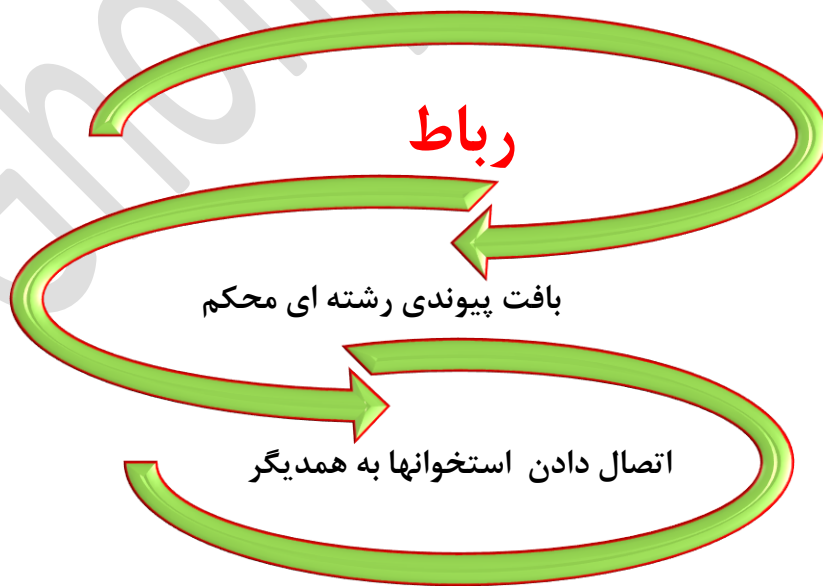 رباط
بافت پیوندی رشته ای محکم
اتصال دادن استخوانها به همدیگر